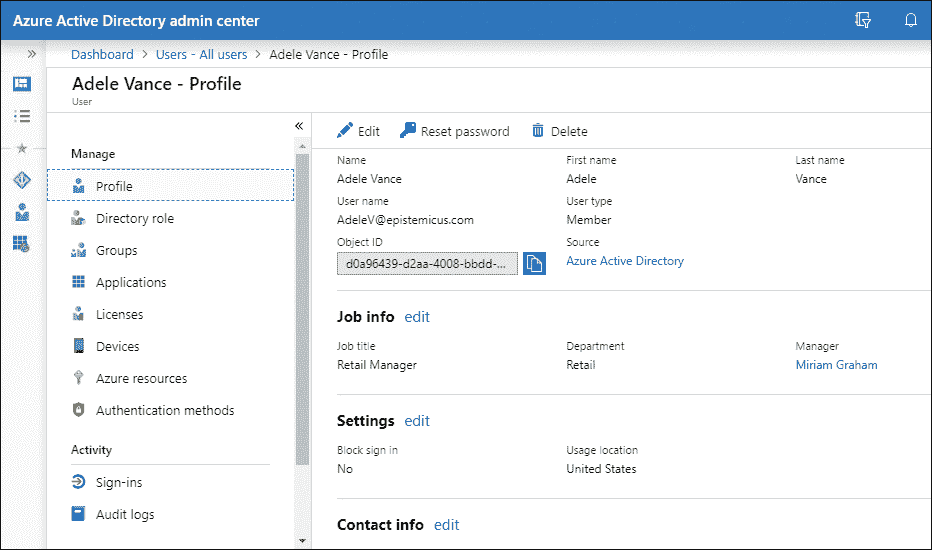 Azure Active Directory admin center
Dashboard > Users - All users > Adele Vance - Profile
Adele Vance - Profile
User
Manage
Profile
Directory role
Groups
Applications
Licenses
Devices
Azure resources
Authentication methods
Activity
Sign-ins
Audit logs
Edit Reset password Delete
Name First name Last name
Adele Vance Adele Vance
User name User type
AdeleV@epistemicus.com Member
Object ID Source
d0a96439-d2aa-4008-bbdd-... Azure Active Directory
Job info edit
Job title Department Manager
Retail Manager Retail Miriam Graham
Settings edit
Block sign in Usage location
No United States
Contact info edit